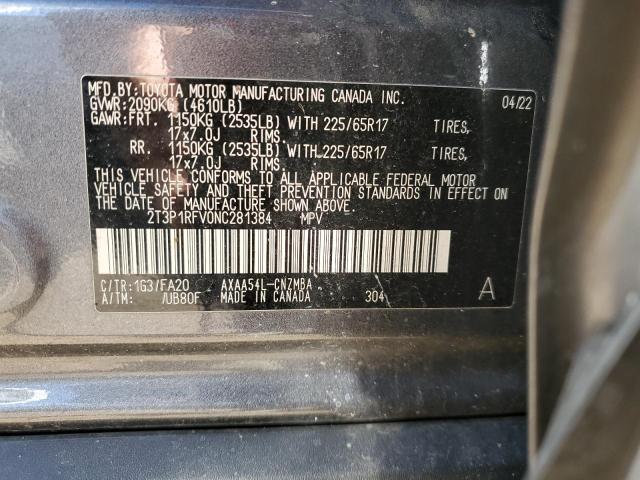 MFD.BY:TOYOTA MOTOR MANUFACTURING CANADA INC. 04/22
GVWR:2090KG (4610LB)
GAWR:FRT. 1150KG (2535LB) WITH 225/65R17 TIRES,
17x7.0J RIMS.
RR. 1150KG (2535LB) WITH 225/65R17 TIRES,
17x7.0J RIMS.
THIS VEHICLE CONFORMS TO ALL APPLICABLE FEDERAL MOTOR
VEHICLE SAFETY AND THEFT PREVENTION STANDARDS IN EFFECT
ON THE DATE OF MANUFACTURE SHOWN ABOVE.
2T3P1RFV0NC281384 MPV
C/TR:1G3/FA20 AXAA54L-CNZMBA
A/TM: /UB80F MADE IN CANADA 304 A